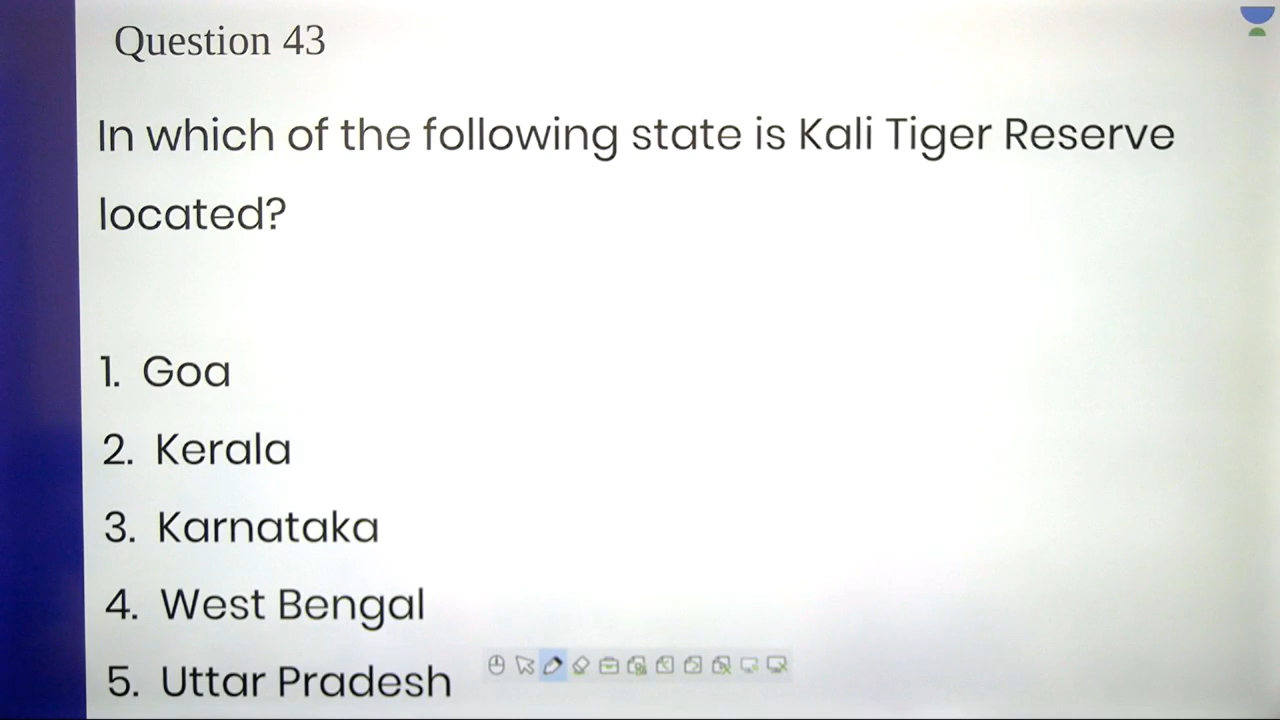 Question 43
In which of the following state is Kali Tiger Reserve
located?
1. Goa
2. Kerala
3. Karnataka
4. West Bengal
5. Uttar Pradesh